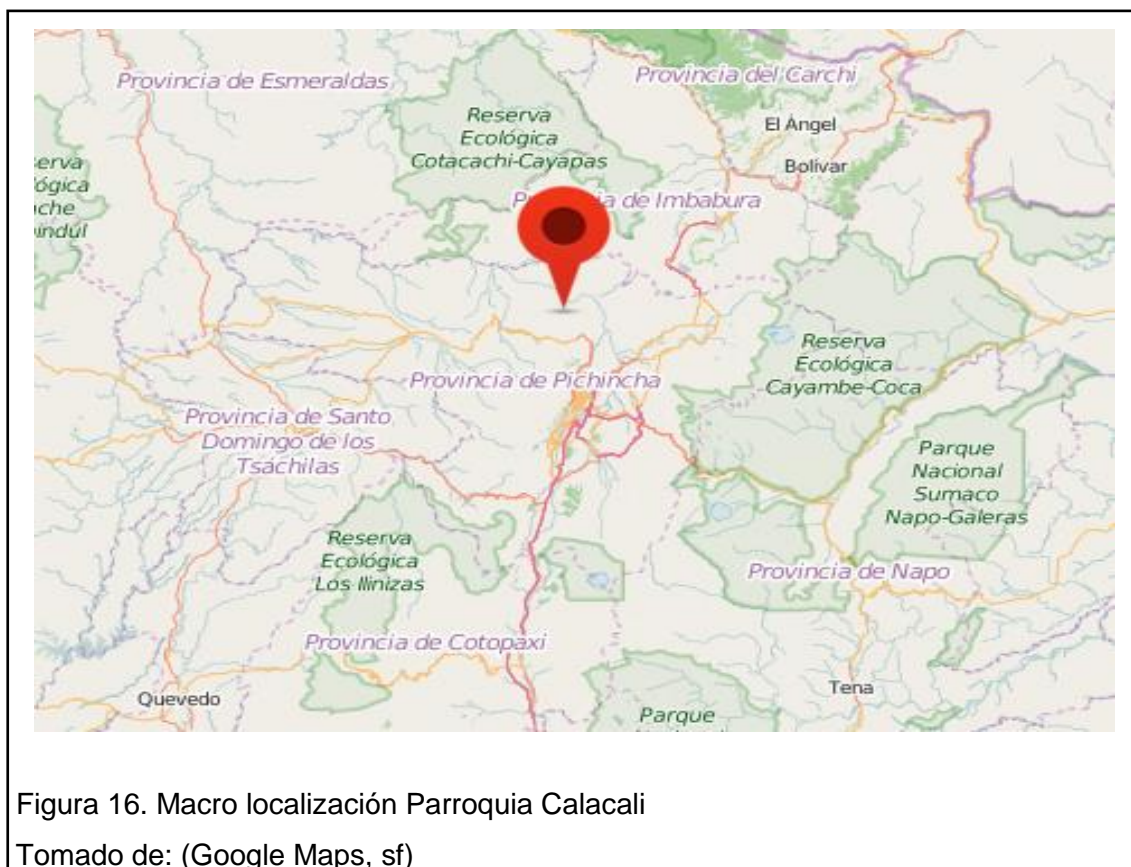 Provincia de Esmeraldas
Provincia del Carchi
El Ángel
Bolívar
Reserva
Ecológica
Cotacachi-Cayapas
ia de Imbabura
Provincia de Pichincha
Reserva
Ecológica
Cayambe-Coca
Provincia de Santo
Domingo de los
Tsáchilas
Parque
Nacional
Sumaco
Napo-Galeras
Reserva
Ecológica
Los Ilinizas
Provincia de Napo
Provincia de Cotopaxi
Quevedo
Tena
Parque
Figura 16. Macro localización Parroquia Calacali
Tomado de: (Google Maps, sf)